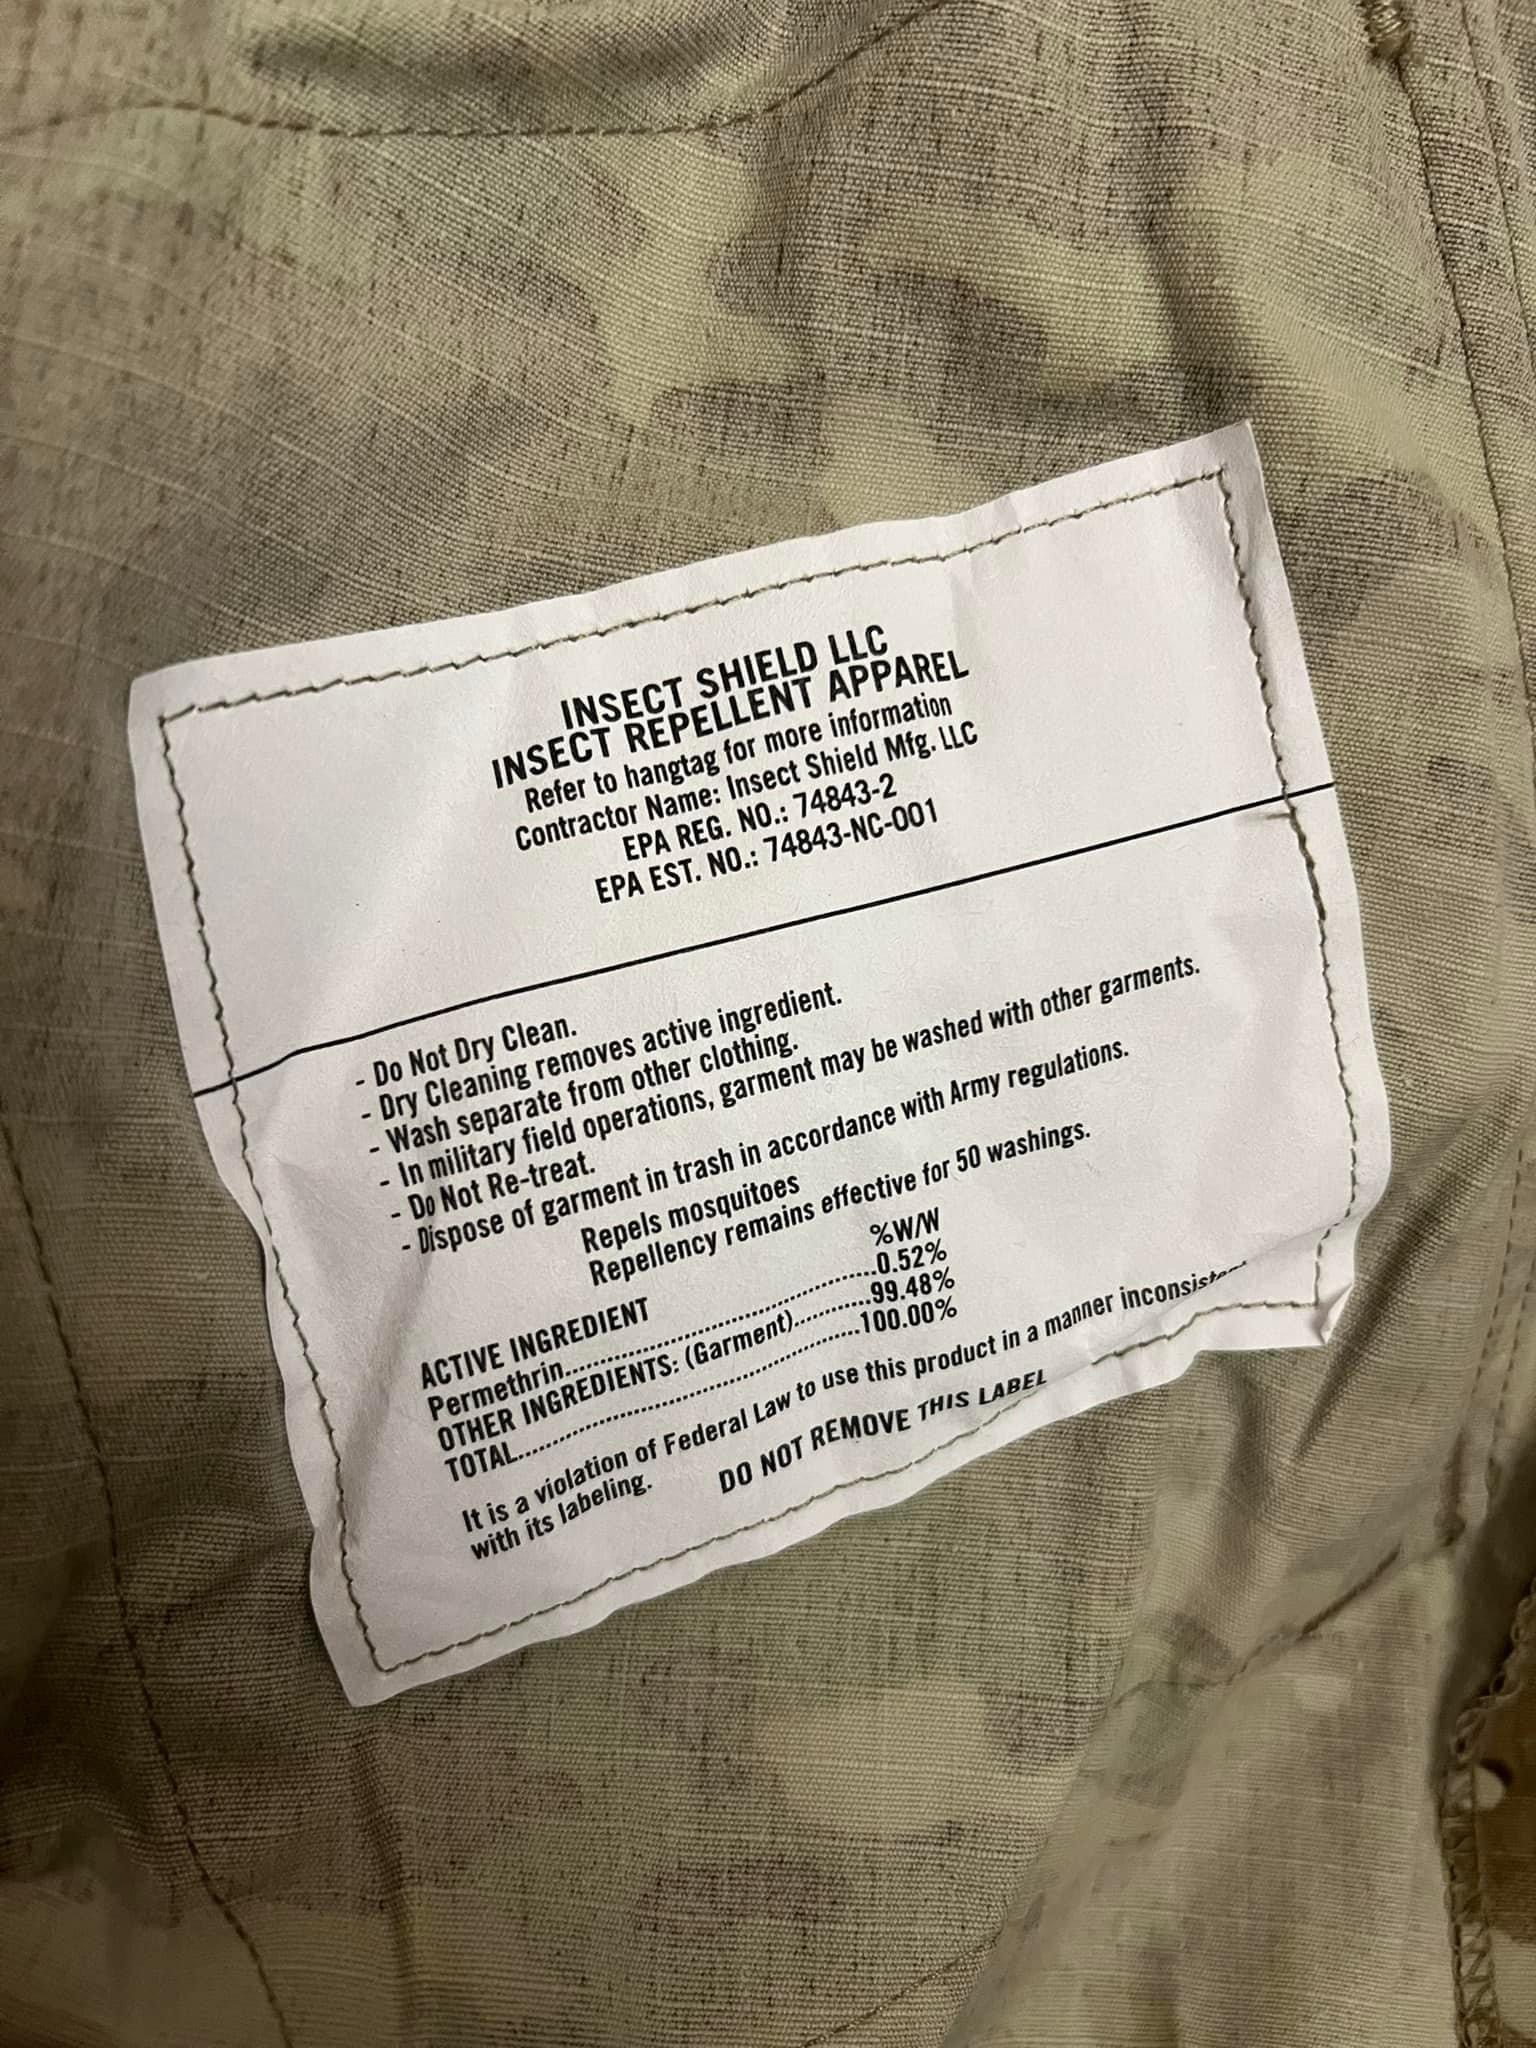 INSECT SHIELD LLC
INSECT REPELLENT APPAREL
Refer to hangtag for more information
Contractor Name: Insect Shield Mfg. LLC
EPA REG. NO.: 74843-2
EPA EST. NO.: 74843-NC-001
- Do Not Dry Clean.
- Dry Cleaning removes active ingredient.
- Wash separate from other clothing.
- In military field operations, garment may be washed with other garments.
- Do Not Re-treat.
- Dispose of garment in trash in accordance with Army regulations.
Repels mosquitoes
Repellency remains effective for 50 washings.
%W/W
ACTIVE INGREDIENT
Permethrin..............................................0.52%
OTHER INGREDIENTS: (Garment)............99.48%
TOTAL.....................................................100.00%
It is a violation of Federal Law to use this product in a manner inconsistent
with its labeling.
DO NOT REMOVE THIS LABEL